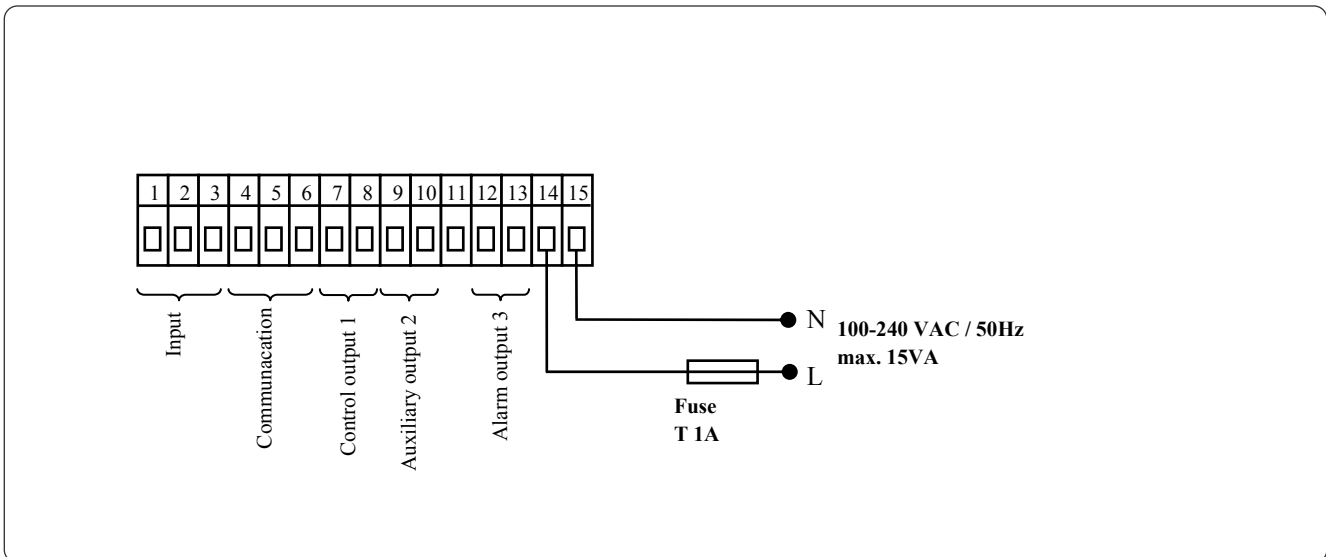 1 2 3 4 5 6 7 8 9 10 11 12 13 14 15
Input
Communacation
Control output 1
Auxiliary output 2
Alarm output 3
N
100-240 VAC / 50Hz
max. 15VA
L
Fuse
T 1A